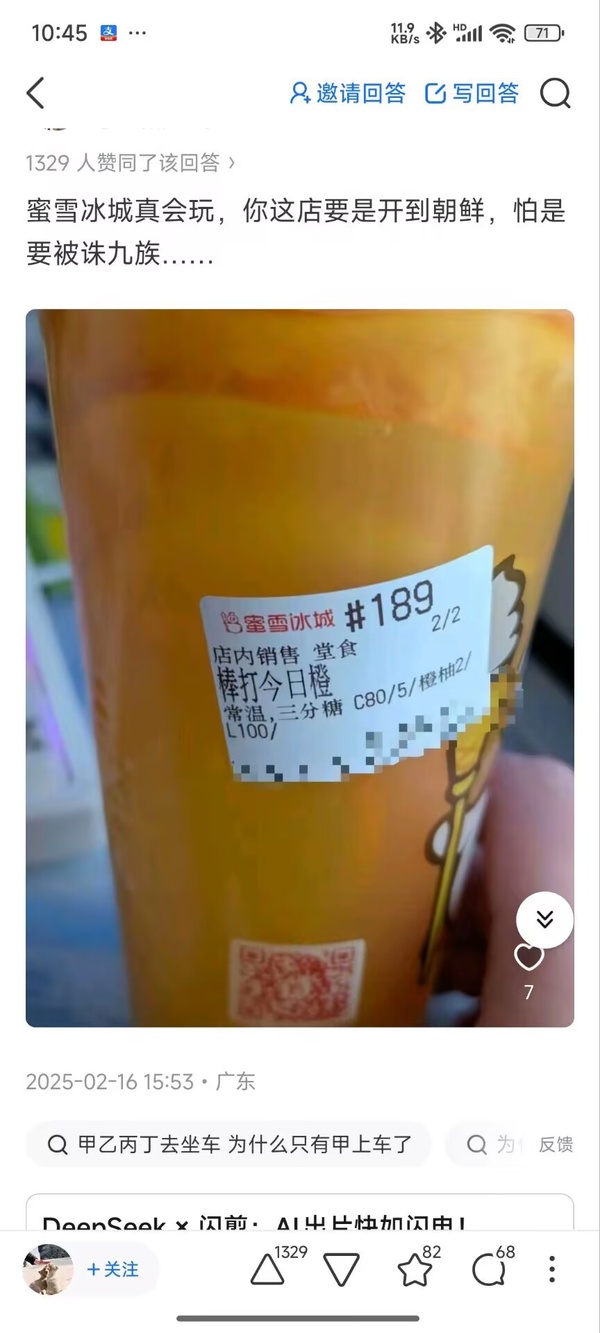 10:45 ...
11.9
KB/s
HD
71
邀请回答 写回答
1329 人赞同了该回答 ›
蜜雪冰城真会玩，你这店要是开到朝鲜，怕是
要被诛九族……
蜜雪冰城 #189
2/2
店内销售 堂食
棒打今日橙
常温,三分糖 C80/5/橙柚2/
L100/
7
2025-02-16 15:53・广东
甲乙丙丁去坐车 为什么只有甲上车了
为
反馈
DeepSeek × 闪剪：AI出片快如闪电！
+关注
1329
82
68